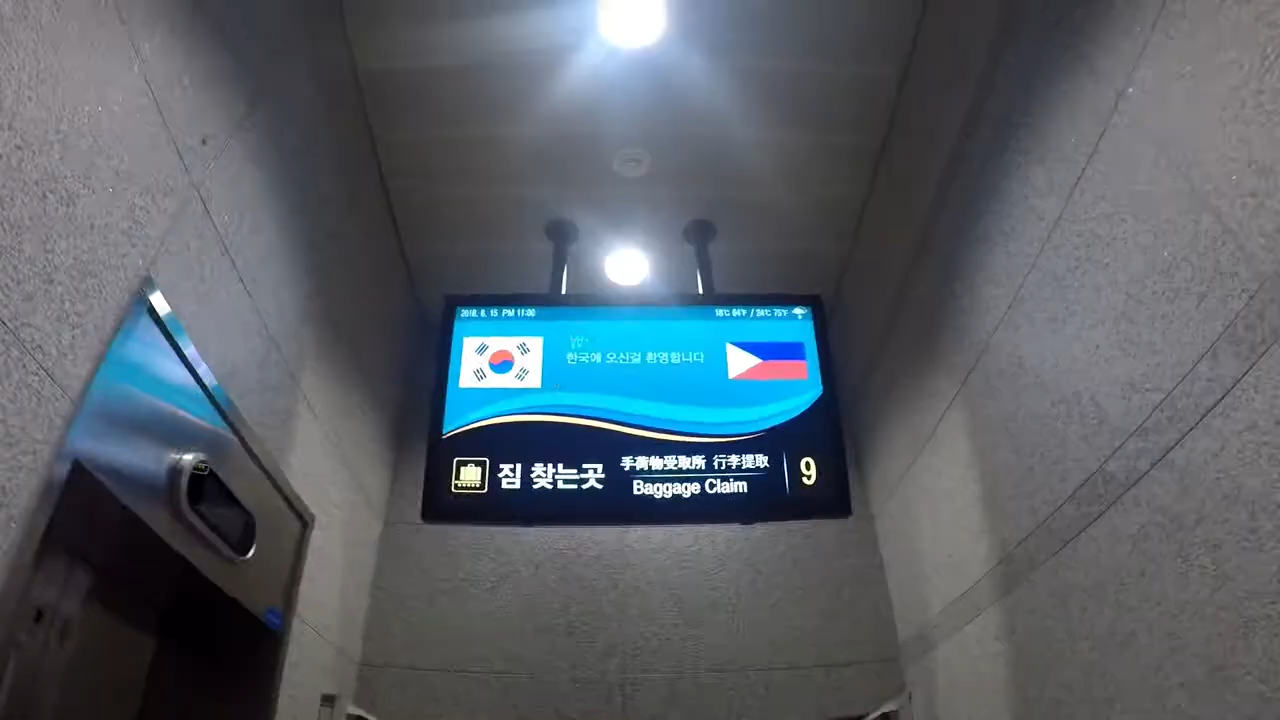 2018. 6. 15 PM 11:00
18℃ 64℉ / 24℃ 75℉
한국에 오신걸 환영합니다
짐 찾는곳
手荷物受取所 行李提取
Baggage Claim
9